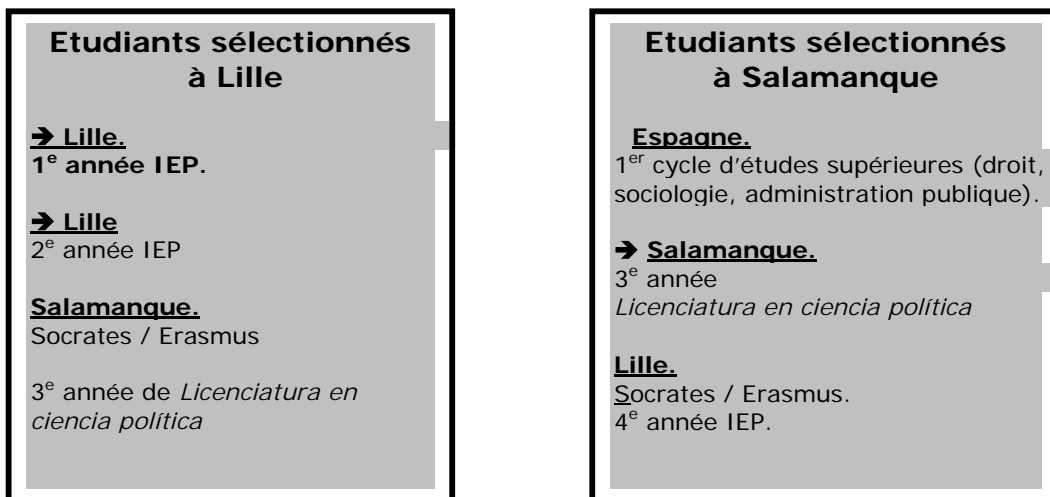 Etudiants sélectionnés
à Lille
➔ Lille.
1e année IEP.
➔ Lille
2e année IEP
Salamanque.
Socrates / Erasmus
3e année de Licenciatura en
ciencia política
Etudiants sélectionnés
à Salamanque
Espagne.
1er cycle d'études supérieures (droit,
sociologie, administration publique).
➔ Salamanque.
3e année
Licenciatura en ciencia política
Lille.
Socrates / Erasmus.
4e année IEP.